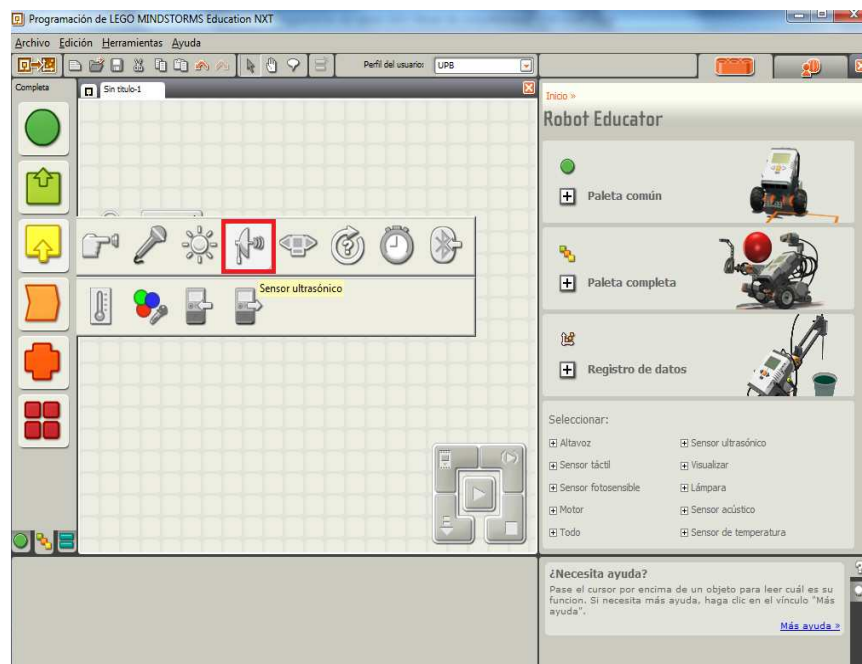 Programación de LEGO MINDSTORMS Education NXT
Archivo Edición Herramientas Ayuda
Perfil del usuario: UPB
Completa
Sin título-1
Sensor ultrasónico
Inicio »
Robot Educator
Paleta común
Paleta completa
Registro de datos
Seleccionar:
Altavoz
Sensor ultrasónico
Sensor táctil
Visualizar
Sensor fotosensible
Lámpara
Motor
Sensor acústico
Todo
Sensor de temperatura
¿Necesita ayuda?
Pase el cursor por encima de un objeto para leer cuál es su
funcion. Si necesita más ayuda, haga clic en el vínculo "Más
ayuda".
Más ayuda »